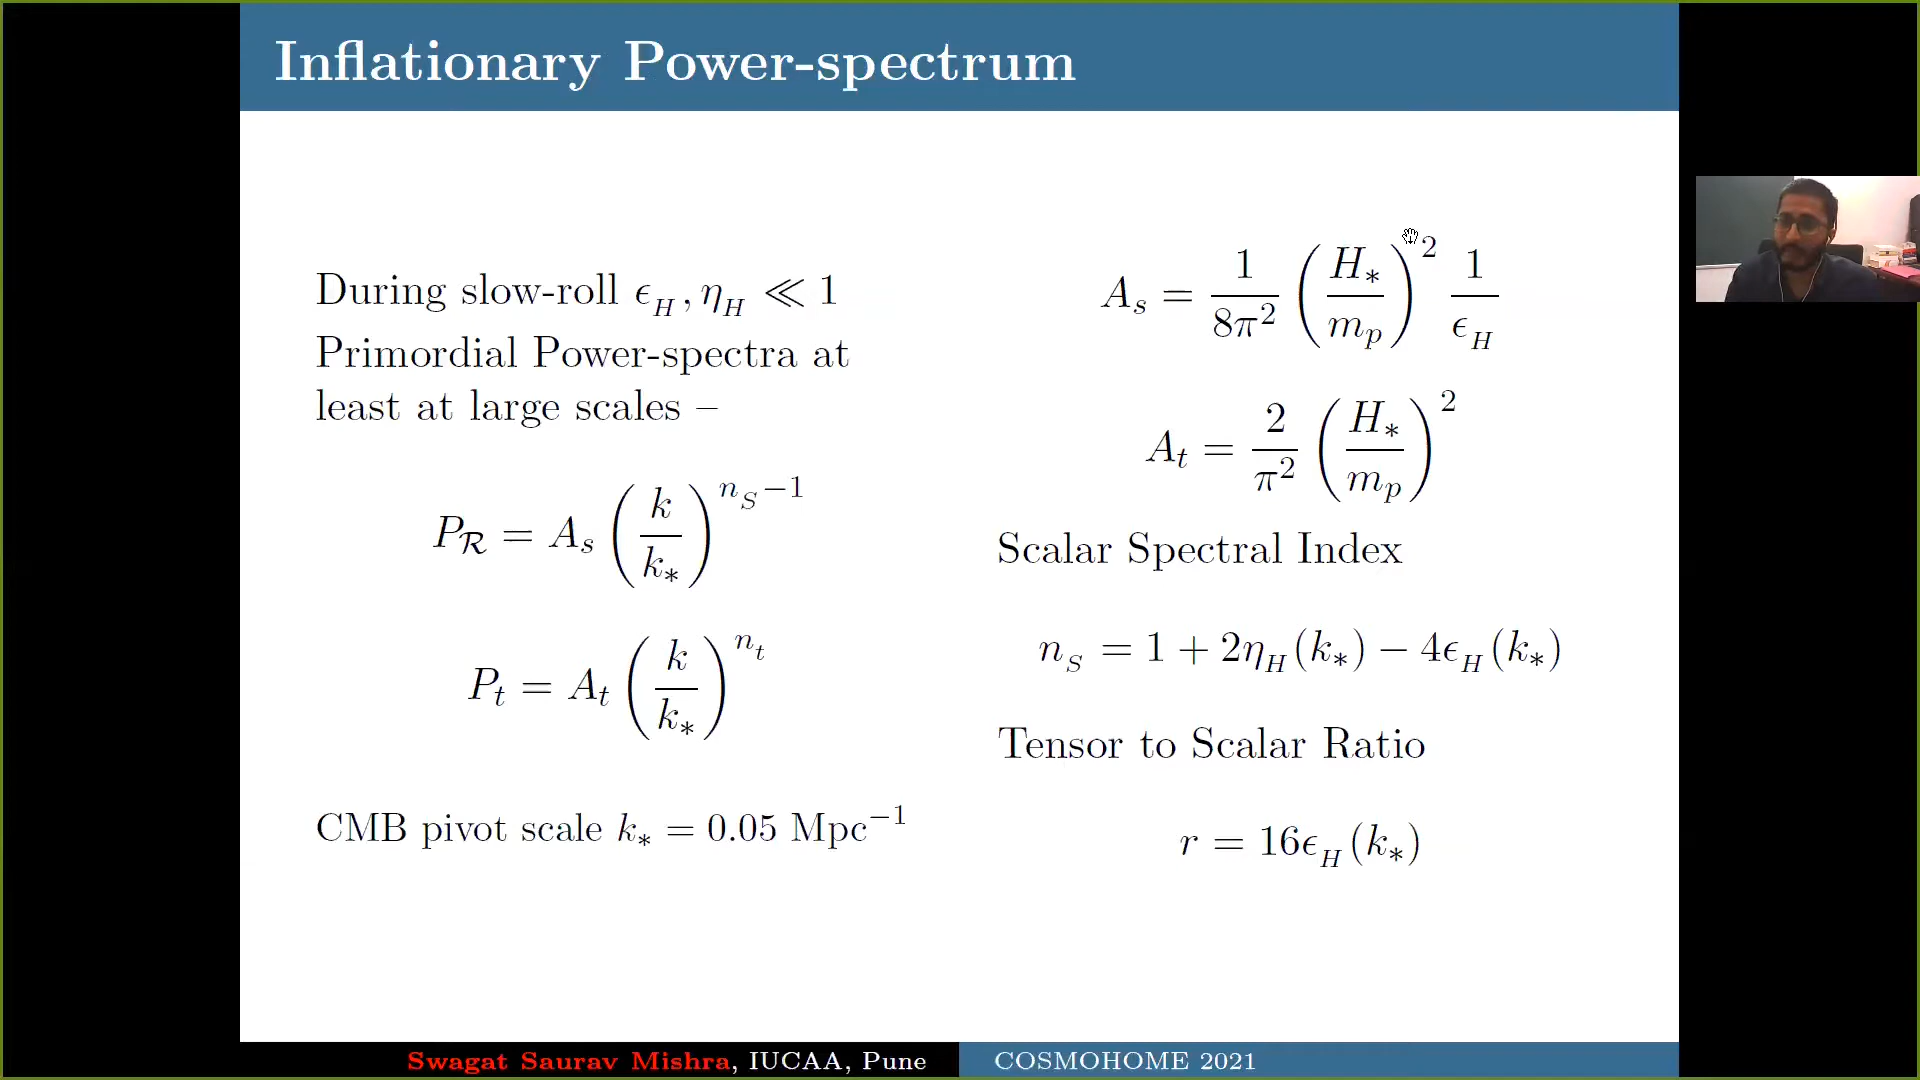 Inflationary Power-spectrum
During slow-roll ϵ_H, η_H ≪ 1
Primordial Power-spectra at
least at large scales –
P_ℛ = A_s (k/k_*)^{n_S−1}
P_t = A_t (k/k_*)^{n_t}
CMB pivot scale k_* = 0.05 Mpc^{−1}
A_s = 1/(8π²) (H_*/m_p)² 1/ϵ_H
A_t = 2/π² (H_*/m_p)²
Scalar Spectral Index
n_S = 1 + 2η_H(k_*) − 4ϵ_H(k_*)
Tensor to Scalar Ratio
r = 16ϵ_H(k_*)
Swagat Saurav Mishra, IUCAA, Pune
COSMOHOME 2021